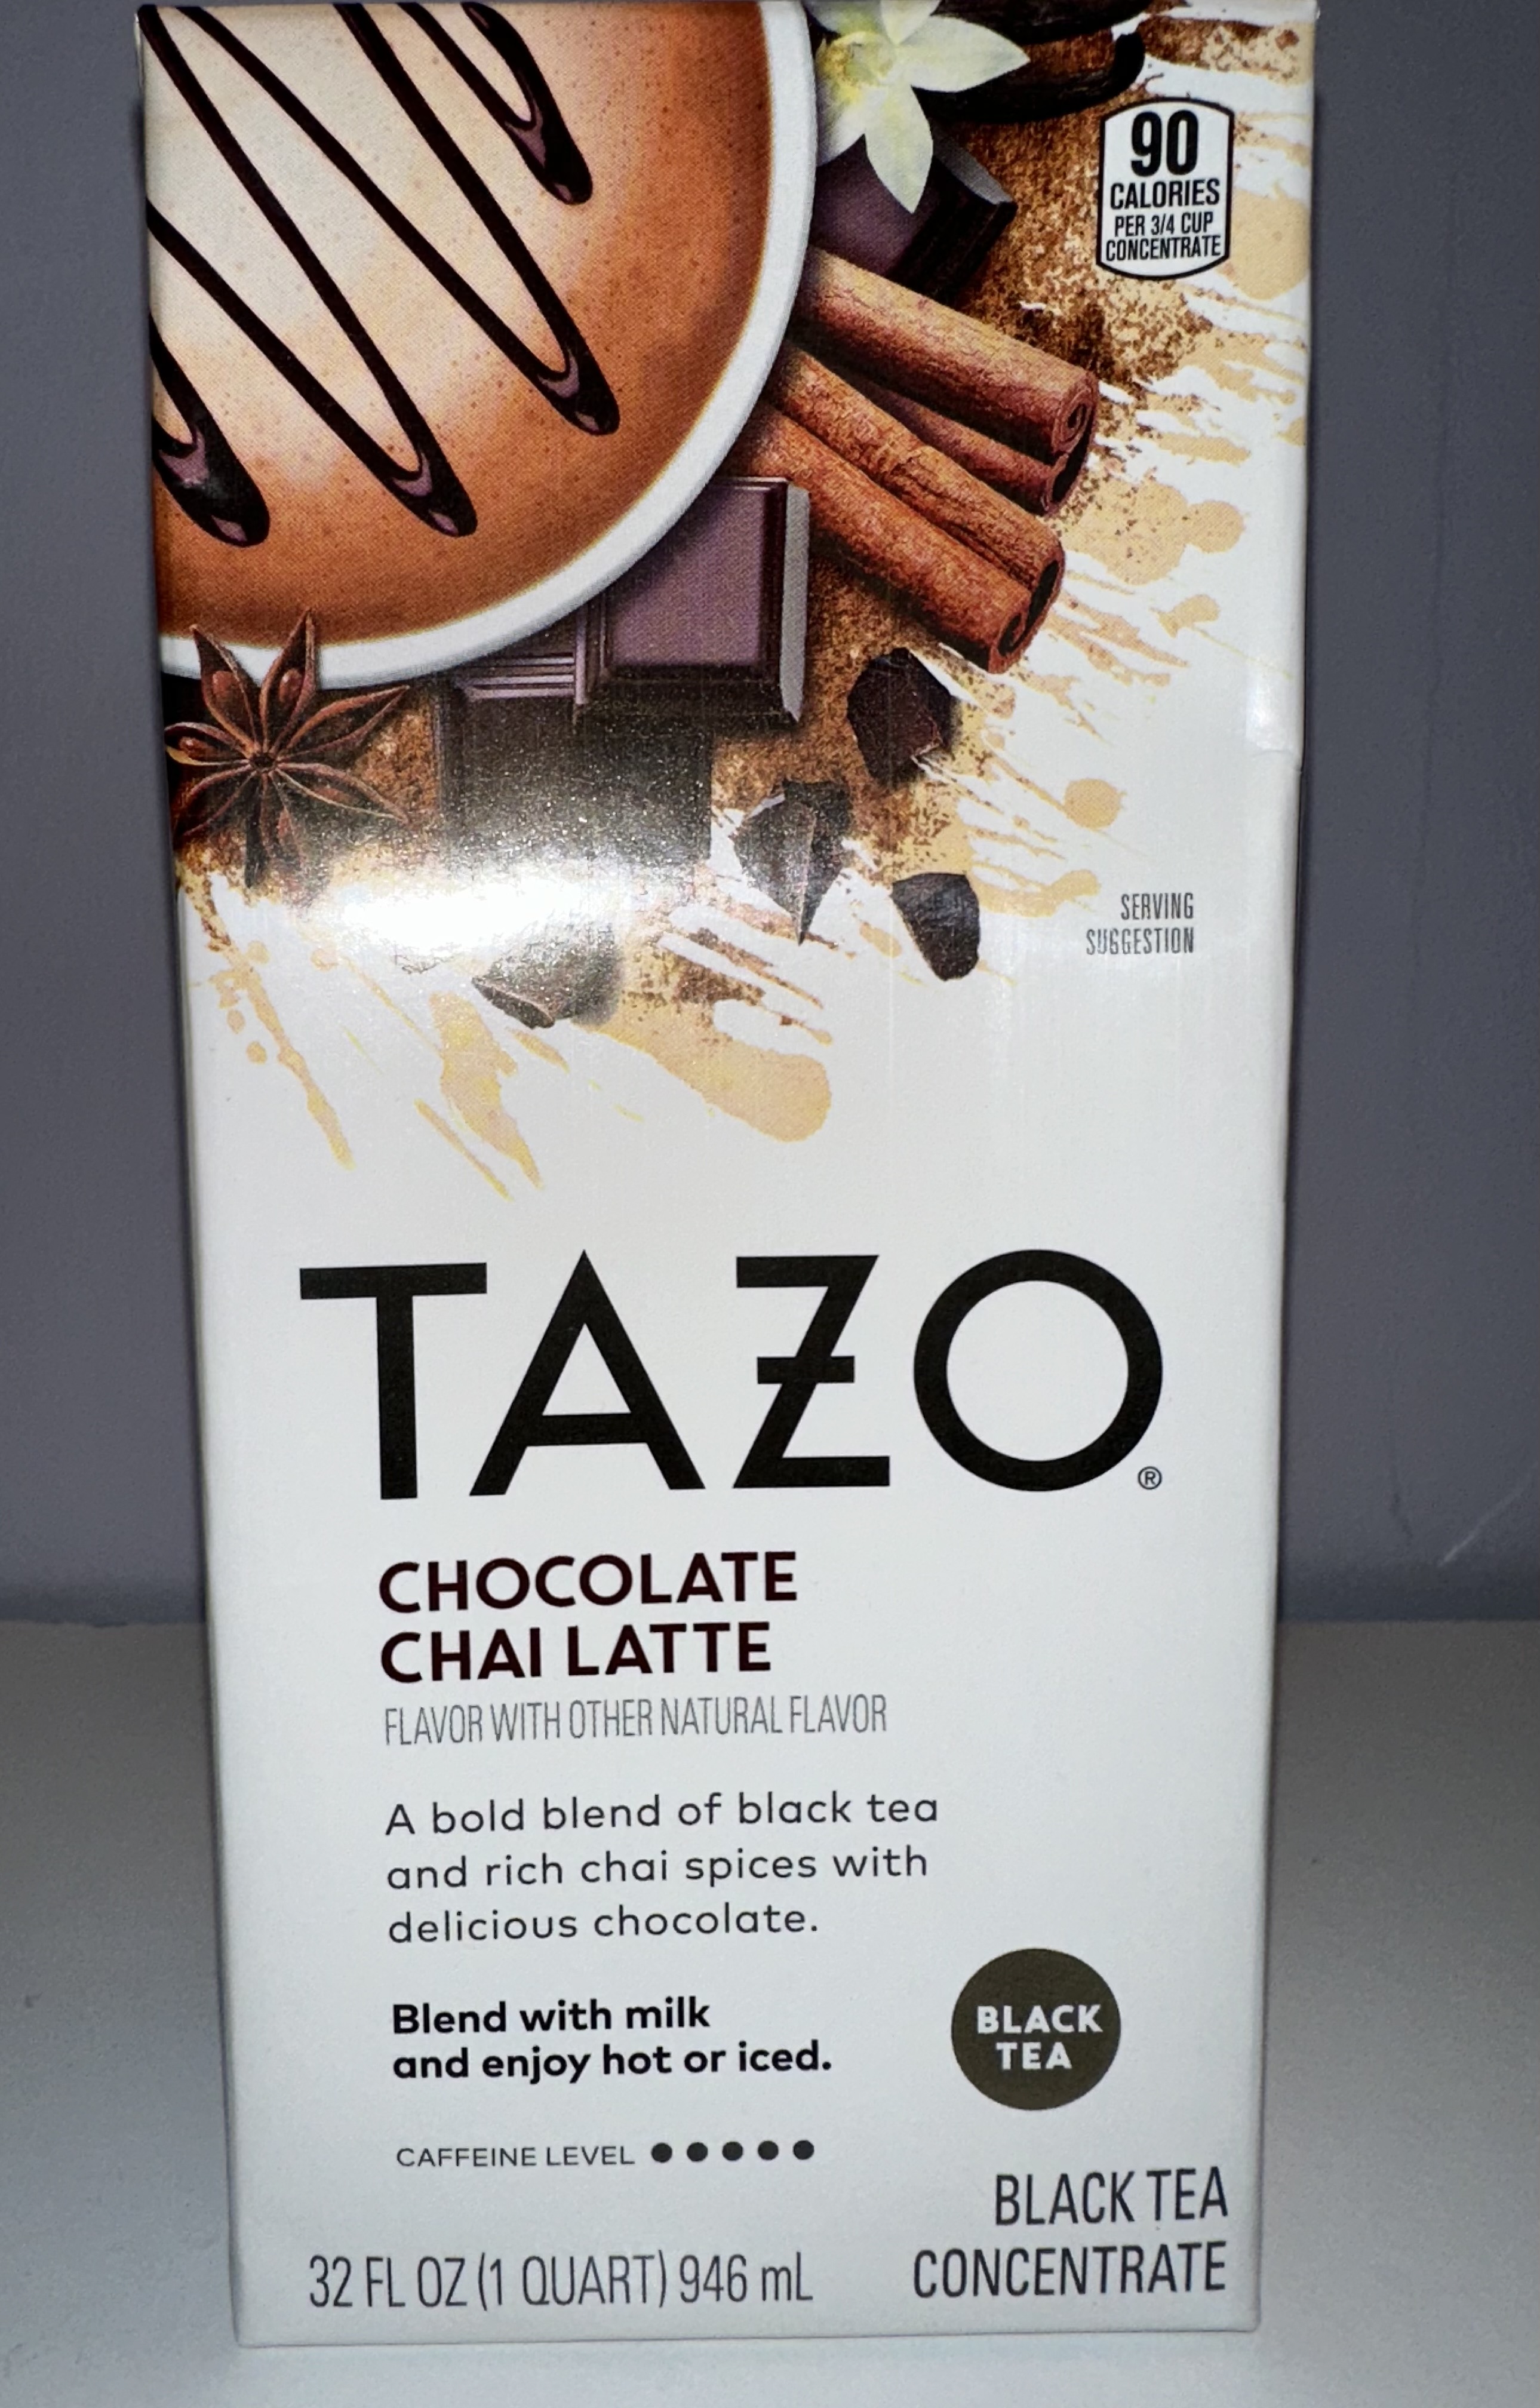 90
CALORIES
PER 3/4 CUP
CONCENTRATE
SERVING
SUGGESTION
TAZO®
CHOCOLATE
CHAI LATTE
FLAVOR WITH OTHER NATURAL FLAVOR
A bold blend of black tea
and rich chai spices with
delicious chocolate.
Blend with milk
and enjoy hot or iced.
BLACK
TEA
CAFFEINE LEVEL ●●●●●
BLACK TEA
CONCENTRATE
32 FL OZ (1 QUART) 946 mL